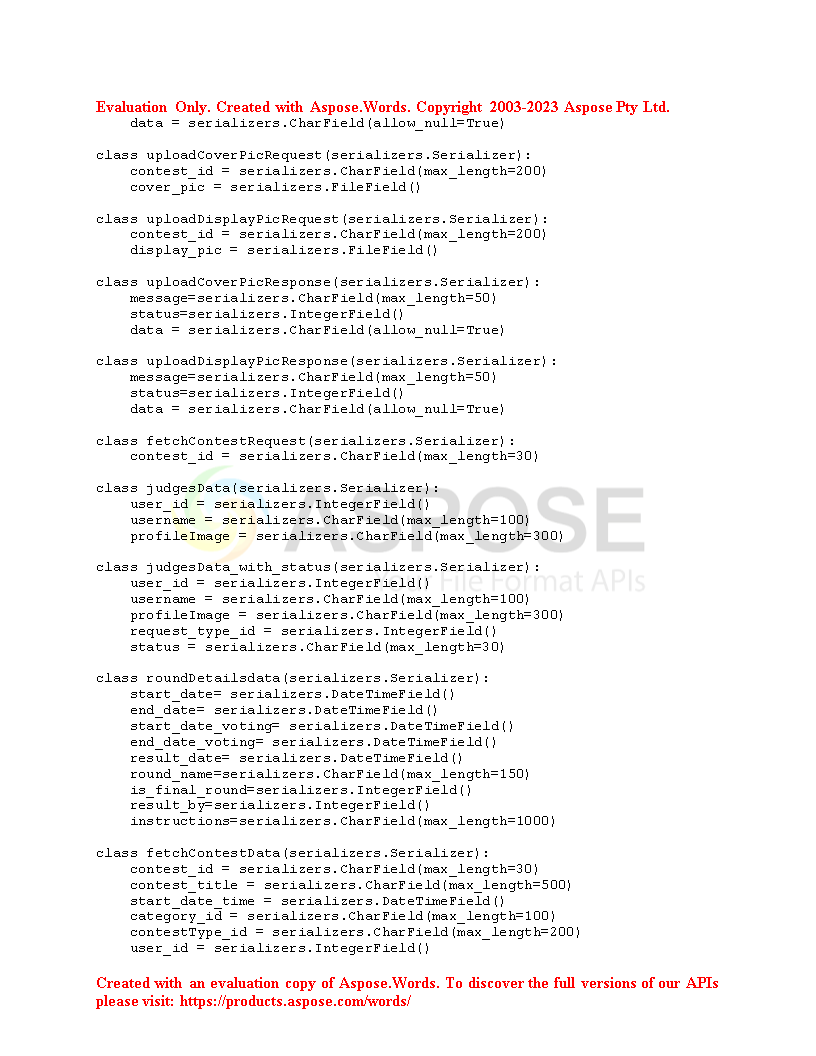 Evaluation Only. Created with Aspose.Words. Copyright 2003-2023 Aspose Pty Ltd.
data = serializers.CharField(allow_null=True)
class uploadCoverPicRequest(serializers.Serializer):
contest_id = serializers.CharField(max_length=200)
cover_pic = serializers.FileField()
class uploadDisplayPicRequest(serializers.Serializer):
contest_id = serializers.CharField(max_length=200)
display_pic = serializers.FileField()
class uploadCoverPicResponse(serializers.Serializer):
message=serializers.CharField(max_length=50)
status=serializers.IntegerField()
data = serializers.CharField(allow_null=True)
class uploadDisplayPicResponse(serializers.Serializer):
message=serializers.CharField(max_length=50)
status=serializers.IntegerField()
data = serializers.CharField(allow_null=True)
class fetchContestRequest(serializers.Serializer):
contest_id = serializers.CharField(max_length=30)
class judgesData(serializers.Serializer):
user_id = serializers.IntegerField()
username = serializers.CharField(max_length=100)
profileImage = serializers.CharField(max_length=300)
ASPOSE
class judgesData_with_status(serializers.Serializer):
user_id = serializers.IntegerField()
File Format APIs
username = serializers.CharField(max_length=100)
profileImage = serializers.CharField(max_length=300)
request_type_id = serializers.IntegerField()
status = serializers.CharField(max_length=30)
class roundDetailsdata(serializers.Serializer):
start_date= serializers.DateTimeField()
end_date= serializers.DateTimeField()
start_date_voting= serializers.DateTimeField()
end_date_voting= serializers.DateTimeField()
result_date= serializers.DateTimeField()
round_name=serializers.CharField(max_length=150)
is_final_round=serializers.IntegerField()
result_by=serializers.IntegerField()
instructions=serializers.CharField(max_length=1000)
class fetchContestData(serializers.Serializer):
contest_id = serializers.CharField(max_length=30)
contest_title = serializers.CharField(max_length=500)
start_date_time = serializers.DateTimeField()
category_id = serializers.CharField(max_length=100)
contestType_id = serializers.CharField(max_length=200)
user_id = serializers.IntegerField()
Created with an evaluation copy of Aspose.Words. To discover the full versions of our APIs
please visit: https://products.aspose.com/words/